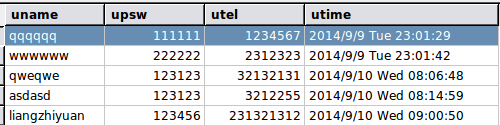 uname upsw utel utime
qqqqqq 111111 1234567 2014/9/9 Tue 23:01:29
wwwwww 222222 2312323 2014/9/9 Tue 23:01:42
qweqwe 123123 32132131 2014/9/10 Wed 08:06:48
asdasd 123123 3212255 2014/9/10 Wed 08:14:59
liangzhiyuan 123456 231321312 2014/9/10 Wed 09:00:50